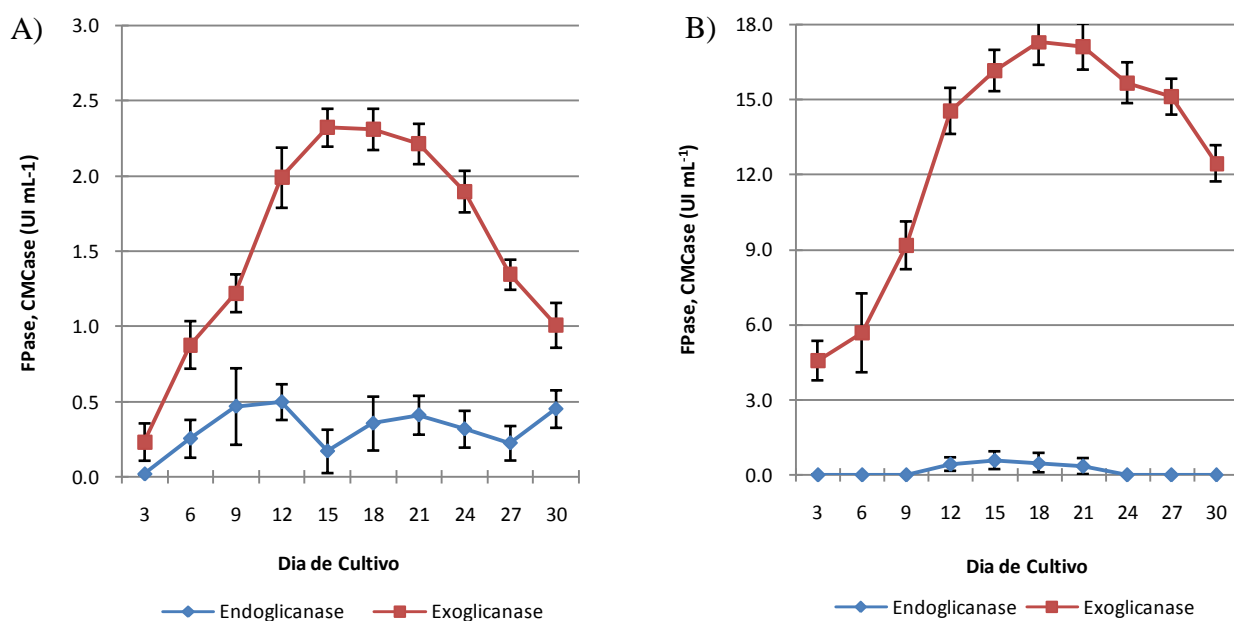 A)
FPase, CMCase (UI mL-1)
3.0
2.5
2.0
1.5
1.0
0.5
0.0
3 6 9 12 15 18 21 24 27 30
Dia de Cultivo
Endoglicanase Exoglicanase
B)
FPase, CMCase (UI mL⁻¹)
18.0
15.0
12.0
9.0
6.0
3.0
0.0
3 6 9 12 15 18 21 24 27 30
Dia de Cultivo
Endoglicanase Exoglicanase